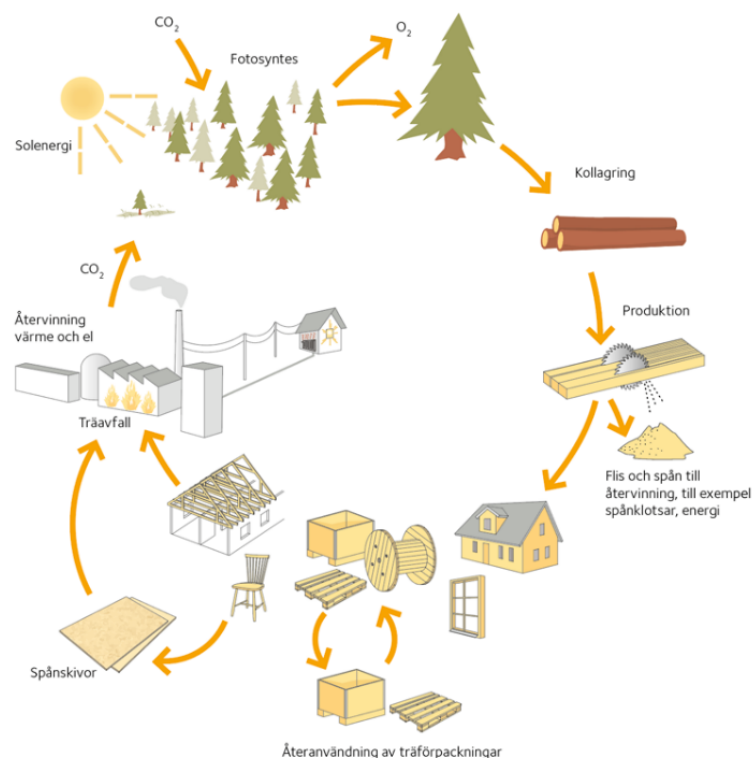 CO₂
O₂
Fotosyntes
Solenergi
Kollagring
CO₂
Produktion
Återvinning
värme och el
Träavfall
Flis och spån till
återvinning, till exempel
spånklotsar, energi
Spånskivor
Återanvändning av träförpackningar